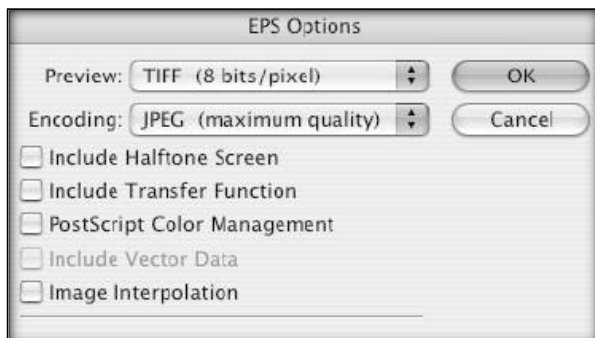 EPS Options
Preview: TIFF (8 bits/pixel) OK
Encoding: JPEG (maximum quality) Cancel
Include Halftone Screen
Include Transfer Function
PostScript Color Management
Include Vector Data
Image Interpolation